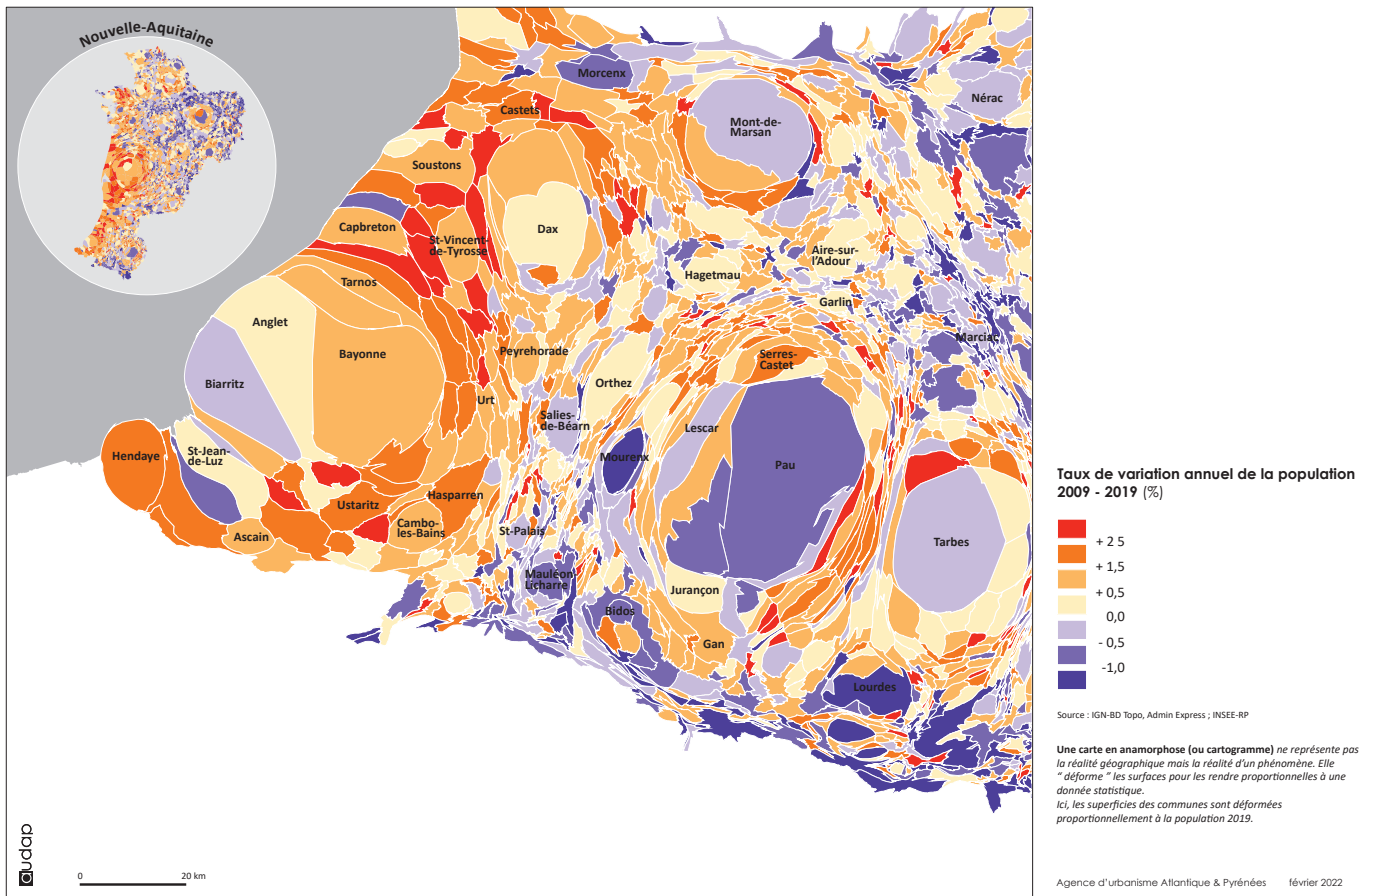 Nouvelle-Aquitaine
Morcenx
Nérac
Castets
Mont-de-
Marsan
Soustons
Capbreton
St-Vincent-
de-Tyrosse
Dax
Aire-sur-
l'Adour
Hagetmau
Tarnos
Garlin
Anglet
Marciac
Bayonne
Peyrehorade
Serres-
Castet
Biarritz
Orthez
Urt
Salies-
de-Béarn
Lescar
Hendaye
St-Jean-
de-Luz
Mourenx
Pau
Hasparren
Ustaritz
Cambo-
les-Bains
St-Palais
Ascain
Tarbes
Mauléon-
Licharre
Jurançon
Bidos
Gan
Lourdes
audap
0 20 km
Taux de variation annuel de la population
2009 - 2019 (%)
+ 2 5
+ 1,5
+ 0,5
0,0
- 0,5
-1,0
Source : IGN-BD Topo, Admin Express ; INSEE-RP
Une carte en anamorphose (ou cartogramme) ne représente pas
la réalité géographique mais la réalité d'un phénomène. Elle
“ déforme ” les surfaces pour les rendre proportionnelles à une
donnée statistique.
Ici, les superficies des communes sont déformées
proportionnellement à la population 2019.
Agence d'urbanisme Atlantique & Pyrénées février 2022